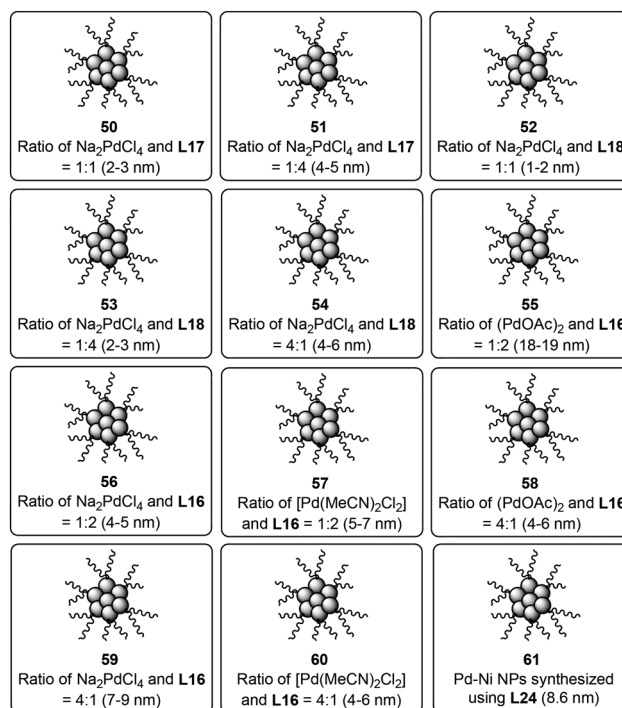 50
Ratio of Na₂PdCl₄ and L17
= 1:1 (2-3 nm)
51
Ratio of Na₂PdCl₄ and L17
= 1:4 (4-5 nm)
52
Ratio of Na₂PdCl₄ and L18
= 1:1 (1-2 nm)
53
Ratio of Na₂PdCl₄ and L18
= 1:4 (2-3 nm)
54
Ratio of Na₂PdCl₄ and L18
= 4:1 (4-6 nm)
55
Ratio of (PdOAc)₂ and L16
= 1:2 (18-19 nm)
56
Ratio of Na₂PdCl₄ and L16
= 1:2 (4-5 nm)
57
Ratio of [Pd(MeCN)₂Cl₂]
and L16 = 1:2 (5-7 nm)
58
Ratio of (PdOAc)₂ and L16
= 4:1 (4-6 nm)
59
Ratio of Na₂PdCl₄ and L16
= 4:1 (7-9 nm)
60
Ratio of [Pd(MeCN)₂Cl₂]
and L16 = 4:1 (4-6 nm)
61
Pd-Ni NPs synthesized
using L24 (8.6 nm)